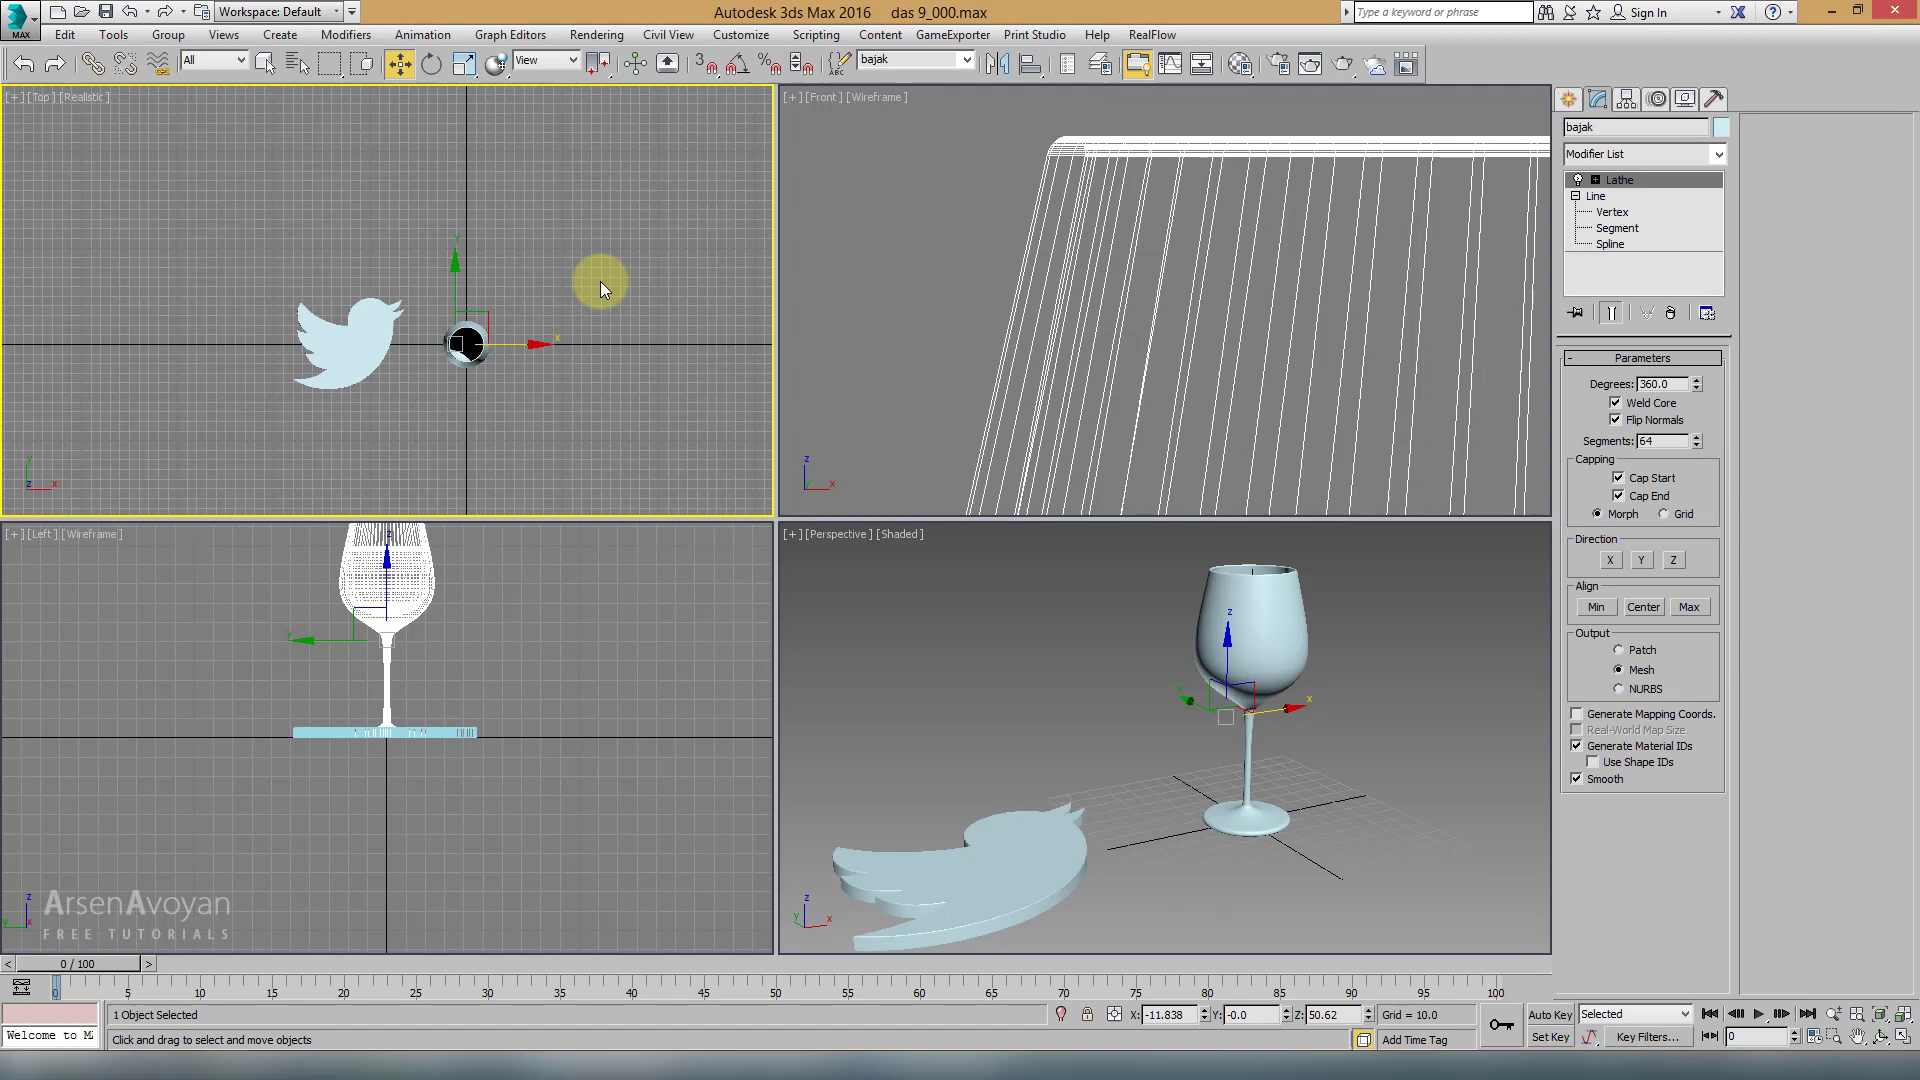 Workspace: Default
Autodesk 3ds Max 2016 das 9_000.max
Type a keyword or phrase
Sign In
MAX
Edit Tools Group Views Create Modifiers Animation Graph Editors Rendering Civil View Customize Scripting Content GameExporter Print Studio Help RealFlow
All
View
3
ABC
bajak
[+][Top][Realistic]
[+][Front][Wireframe]
[+][Left][Wireframe]
[+][Perspective][Shaded]
ArsenAvoyan
FREE TUTORIALS
bajak
Modifier List
Lathe
Line
Vertex
Segment
Spline
Parameters
Degrees: 360.0
Weld Core
Flip Normals
Segments: 64
Capping
Cap Start
Cap End
Morph Grid
Direction
X Y Z
Align
Min Center Max
Output
Patch
Mesh
NURBS
Generate Mapping Coords.
Real-World Map Size
Generate Material IDs
Use Shape IDs
Smooth
0 / 100
0 5 10 15 20 25 30 35 40 45 50 55 60 65 70 75 80 85 90 95 100
1 Object Selected
X: -11.838 Y: -0.0 Z: 50.62 Grid = 10.0
Auto Key Selected
Welcome to M
Click and drag to select and move objects
Add Time Tag
Set Key Key Filters... 0